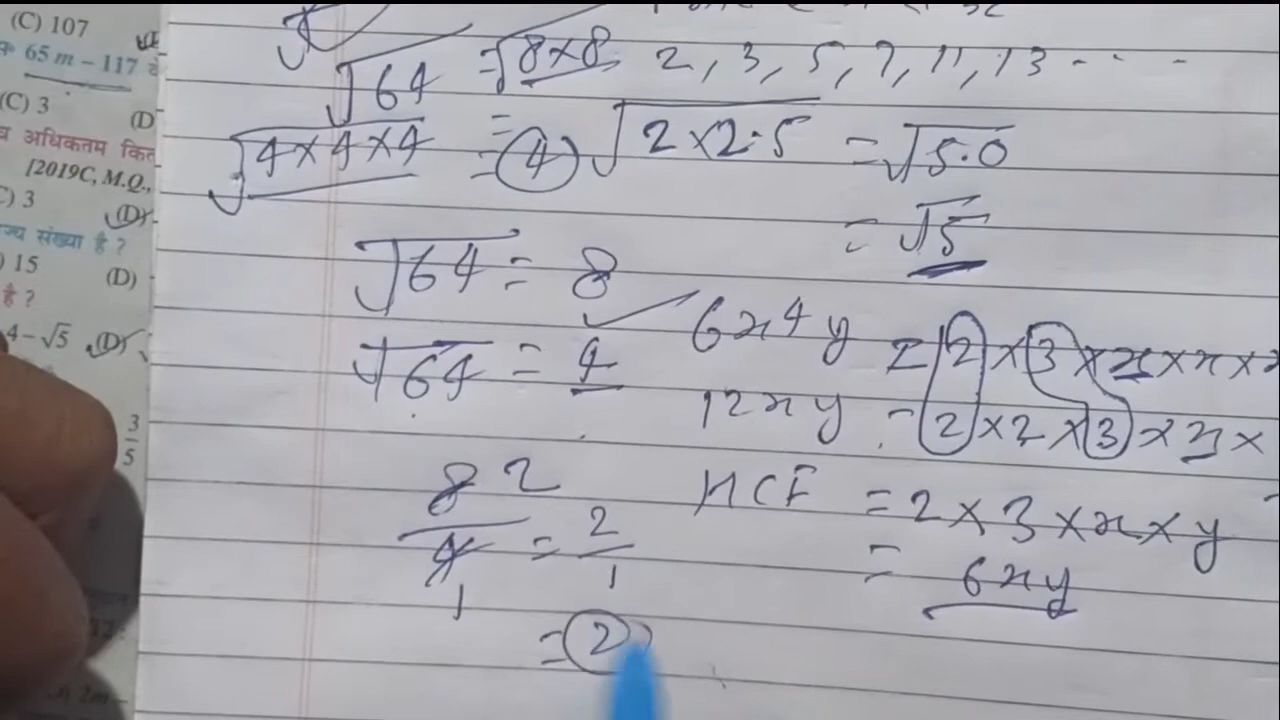 (C) 107
65 m – 117
(C) 3 (D)
अधिकतम
[2019C, M.Q.,
3 (D)
संख्या है ?
15 (D)
है ?
4–√5 (D)
3/5
√64 = √8×8 2, 3, 5, 7, 11, 13 - - -
√4×4×4 = 4 √2×2.5 = √5.0
= √5
√64 = 8
√64 = 4
6x4y = 2×3×x×x×
12xy = 2×2×3×x×
8/4 2 1 = 2/1
= 2
HCF = 2×3×x×y
= 6xy